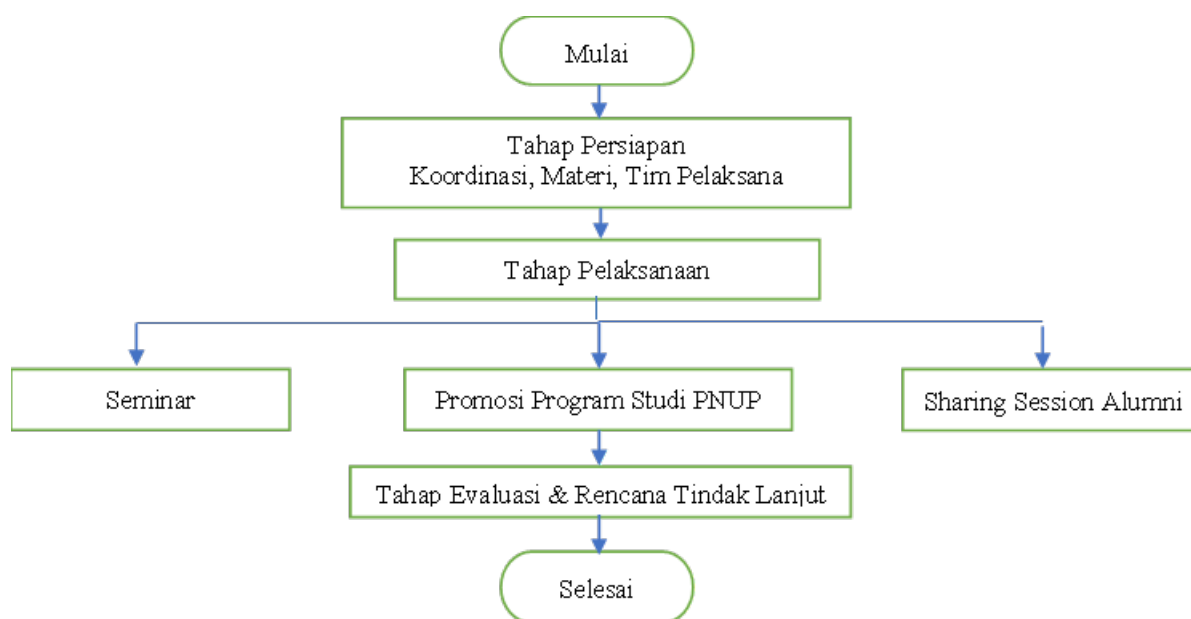 Mulai
Tahap Persiapan
Koordinasi, Materi, Tim Pelaksana
Tahap Pelaksanaan
Seminar
Promosi Program Studi PNUP
Sharing Session Alumni
Tahap Evaluasi & Rencana Tindak Lanjut
Selesai